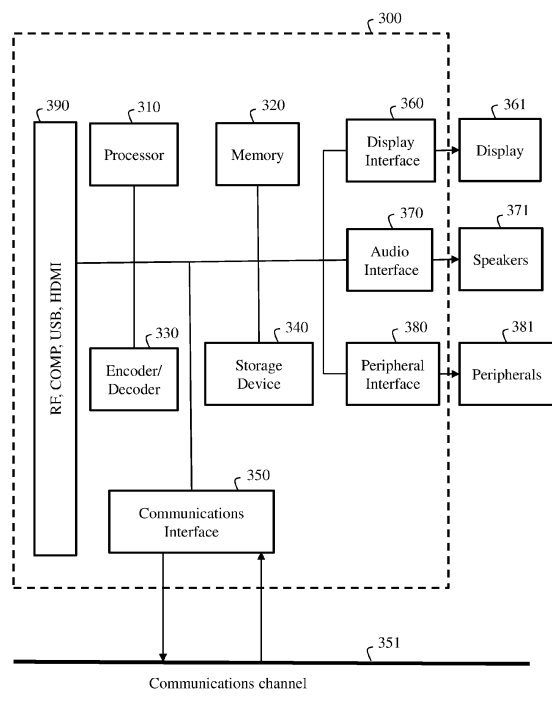 300
390
310
320
360
361
Processor
Memory
Display
Interface
Display
370
371
Audio
Interface
Speakers
RF, COMP, USB, HDMI
330
340
380
381
Encoder/
Decoder
Storage
Device
Peripheral
Interface
Peripherals
350
Communications
Interface
351
Communications channel